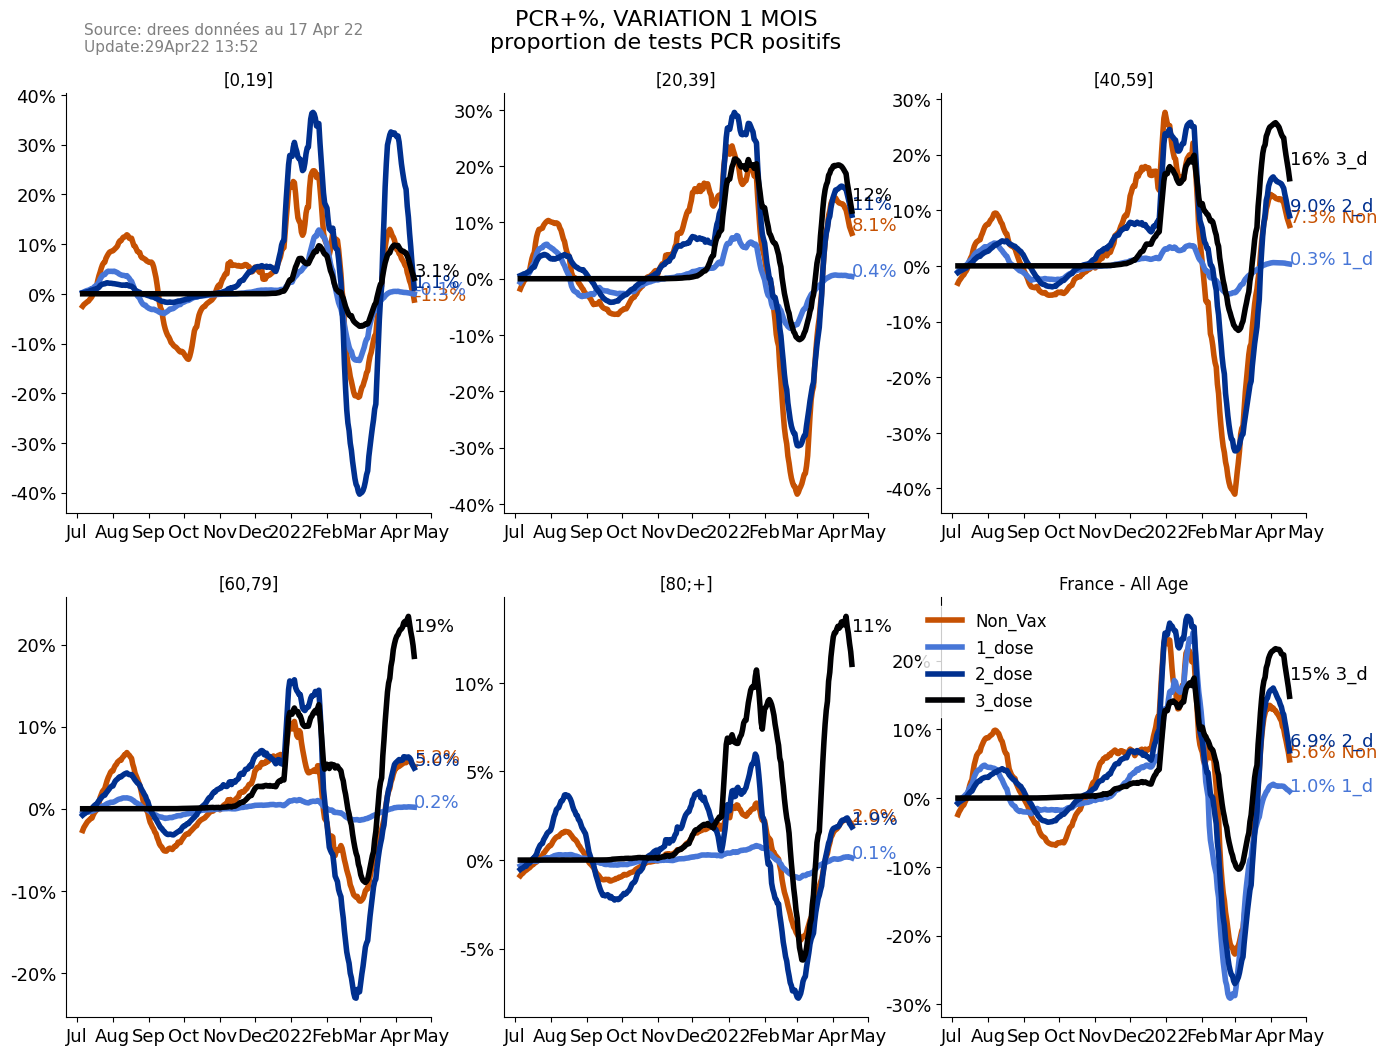 Source: drees données au 17 Apr 22
Update:29Apr22 13:52
PCR+%, VARIATION 1 MOIS
proportion de tests PCR positifs
[0,19]
40%
30%
20%
10%
0%
-10%
-20%
-30%
-40%
3.1%
1.1%
-1.3%
Jul Aug Sep Oct Nov Dec 2022 Feb Mar Apr May
[20,39]
30%
20%
10%
0%
-10%
-20%
-30%
-40%
12%
11%
8.1%
0.4%
Jul Aug Sep Oct Nov Dec 2022 Feb Mar Apr May
[40,59]
30%
20%
10%
0%
-10%
-20%
-30%
-40%
16% 3_d
9.0% 2_d
7.3% Non
0.3% 1_d
Jul Aug Sep Oct Nov Dec 2022 Feb Mar Apr May
[60,79]
20%
10%
0%
-10%
-20%
19%
5.2%
5.0%
0.2%
Jul Aug Sep Oct Nov Dec 2022 Feb Mar Apr May
[80;+]
10%
5%
0%
-5%
11%
1.9%
0.1%
Jul Aug Sep Oct Nov Dec 2022 Feb Mar Apr May
France - All Age
Non_Vax
1_dose
2_dose
3_dose
20%
10%
0%
-10%
-20%
-30%
15% 3_d
6.9% 2_d
5.6% Non
1.0% 1_d
Jul Aug Sep Oct Nov Dec 2022 Feb Mar Apr May